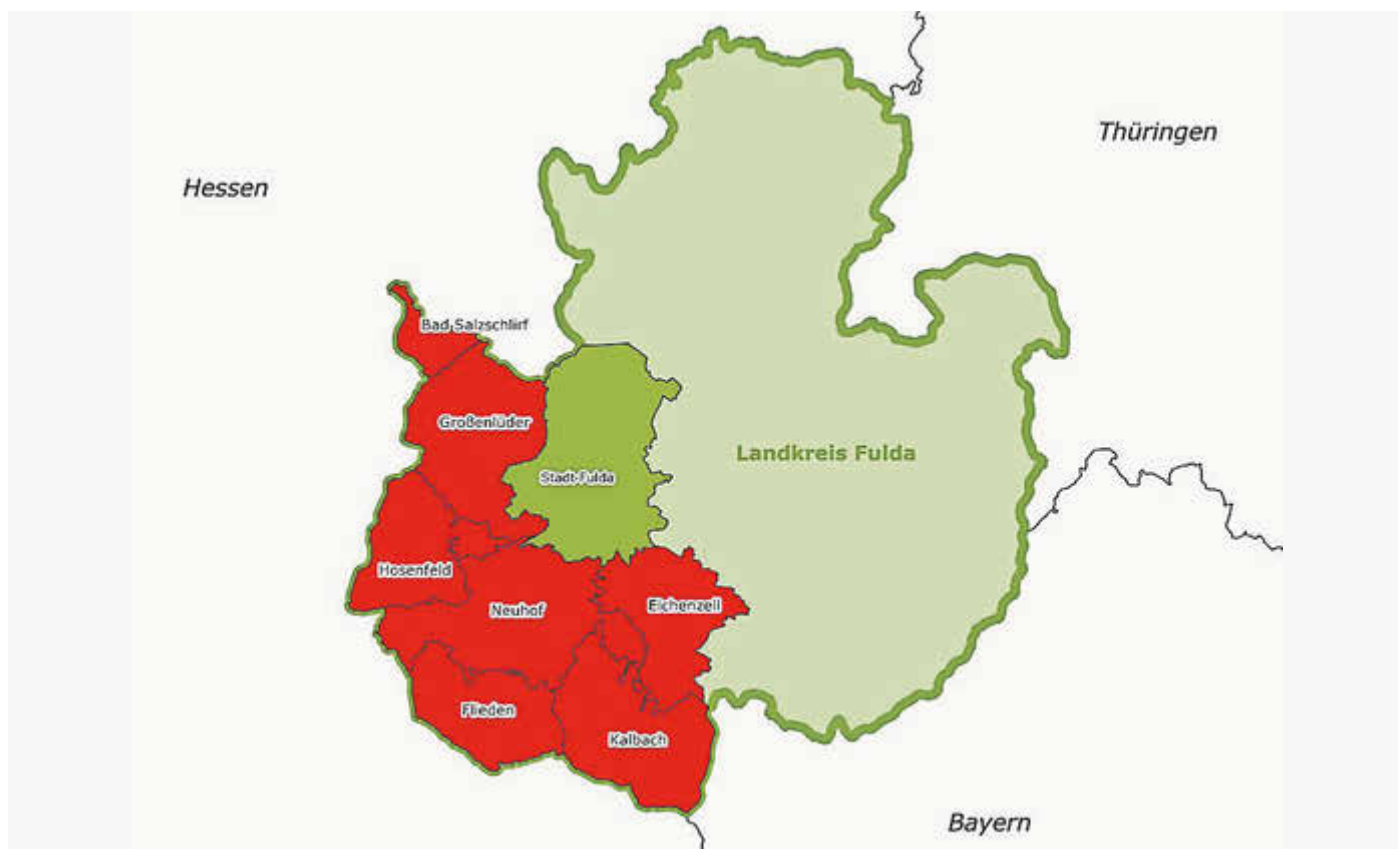 Thüringen
Hessen
Bad Salzschlirf
Großenlüder
Landkreis Fulda
Stadt-Fulda
Hosenfeld
Neuhof
Eichenzell
Flieden
Kalbach
Bayern